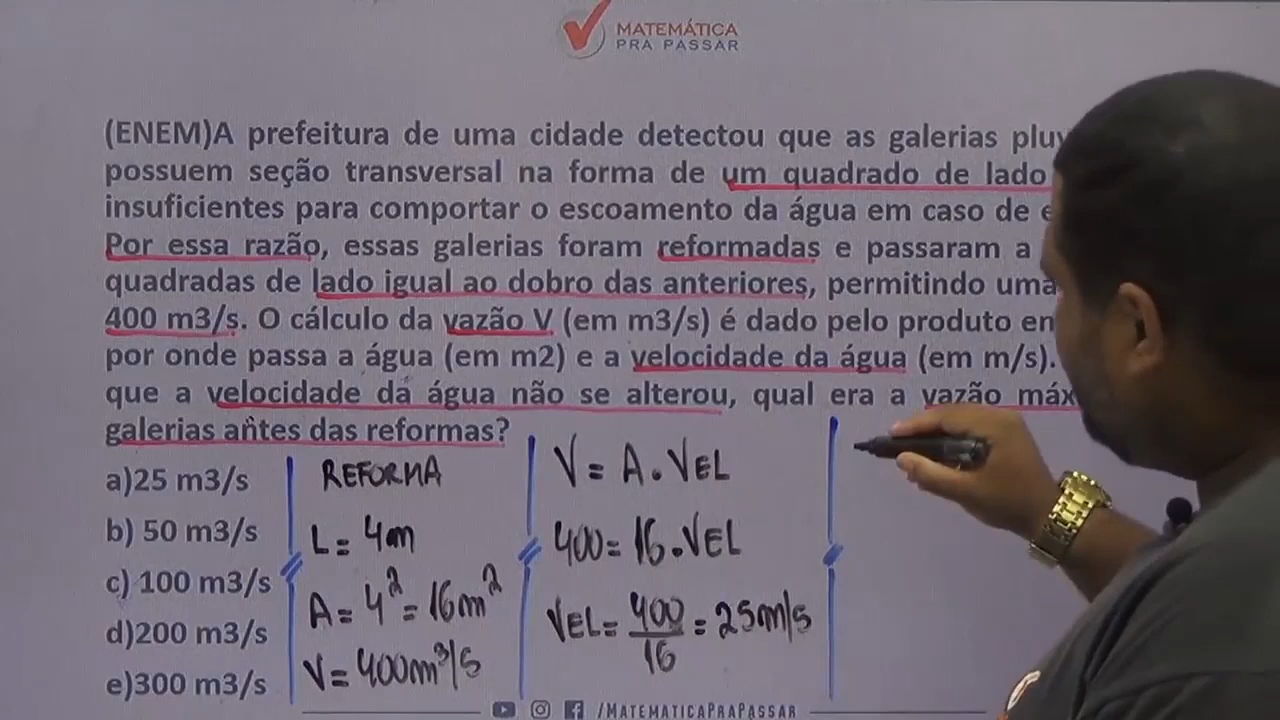 MATEMÁTICA
PRA PASSAR
(ENEM)A prefeitura de uma cidade detectou que as galerias
possuem seção transversal na forma de um quadrado de lado
insuficientes para comportar o escoamento da água em caso de
Por essa razão, essas galerias foram reformadas e passaram a
quadradas de lado igual ao dobro das anteriores, permitindo uma
400 m3/s. O cálculo da vazão V (em m3/s) é dado pelo produto
por onde passa a água (em m2) e a velocidade da água (em m/s).
que a velocidade da água não se alterou, qual era a vazão
galerias antes das reformas?
a)25 m3/s
b) 50 m3/s
c) 100 m3/s
d)200 m3/s
e)300 m3/s
REFORMA
L = 4m
A = 4² = 16m²
V = 400m³/s
V = A . VEL
400 = 16 . VEL
VEL = 400/16 = 25m/s
/MATEMATICAPRAPASSAR